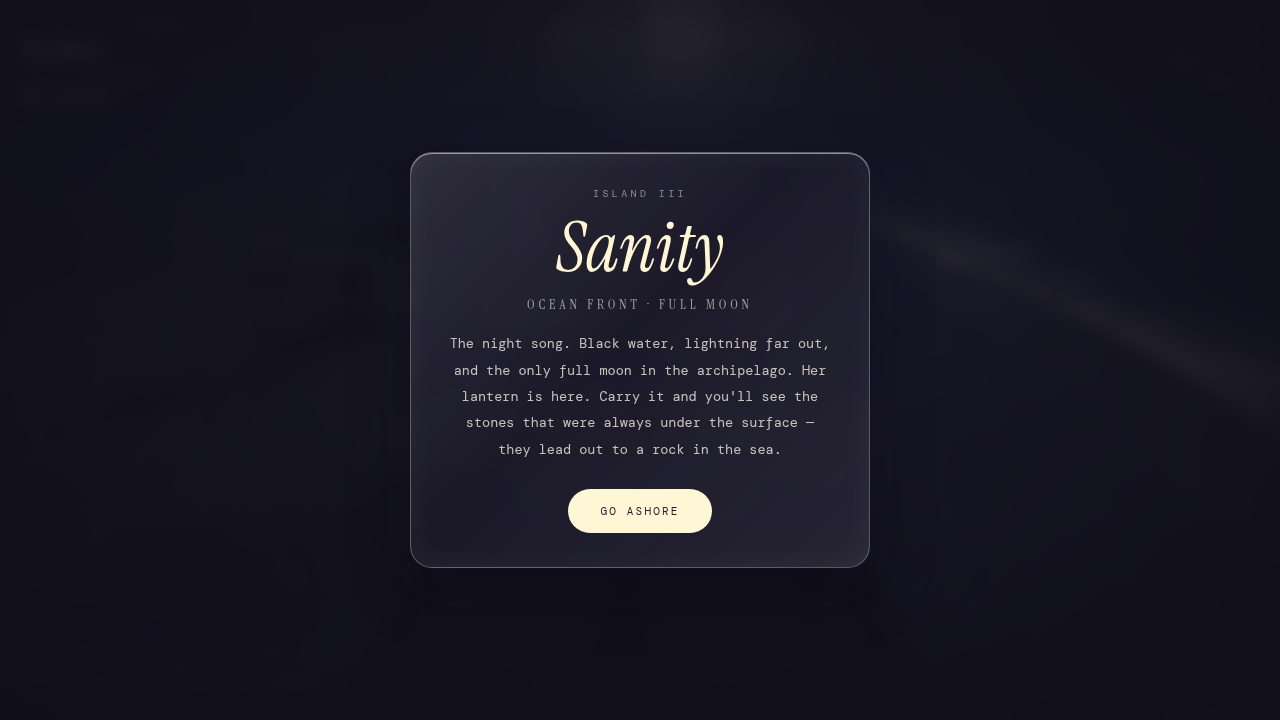 ISLAND III
Sanity
OCEAN FRONT · FULL MOON
The night song. Black water, lightning far out,
and the only full moon in the archipelago. Her
lantern is here. Carry it and you'll see the
stones that were always under the surface —
they lead out to a rock in the sea.
GO ASHORE